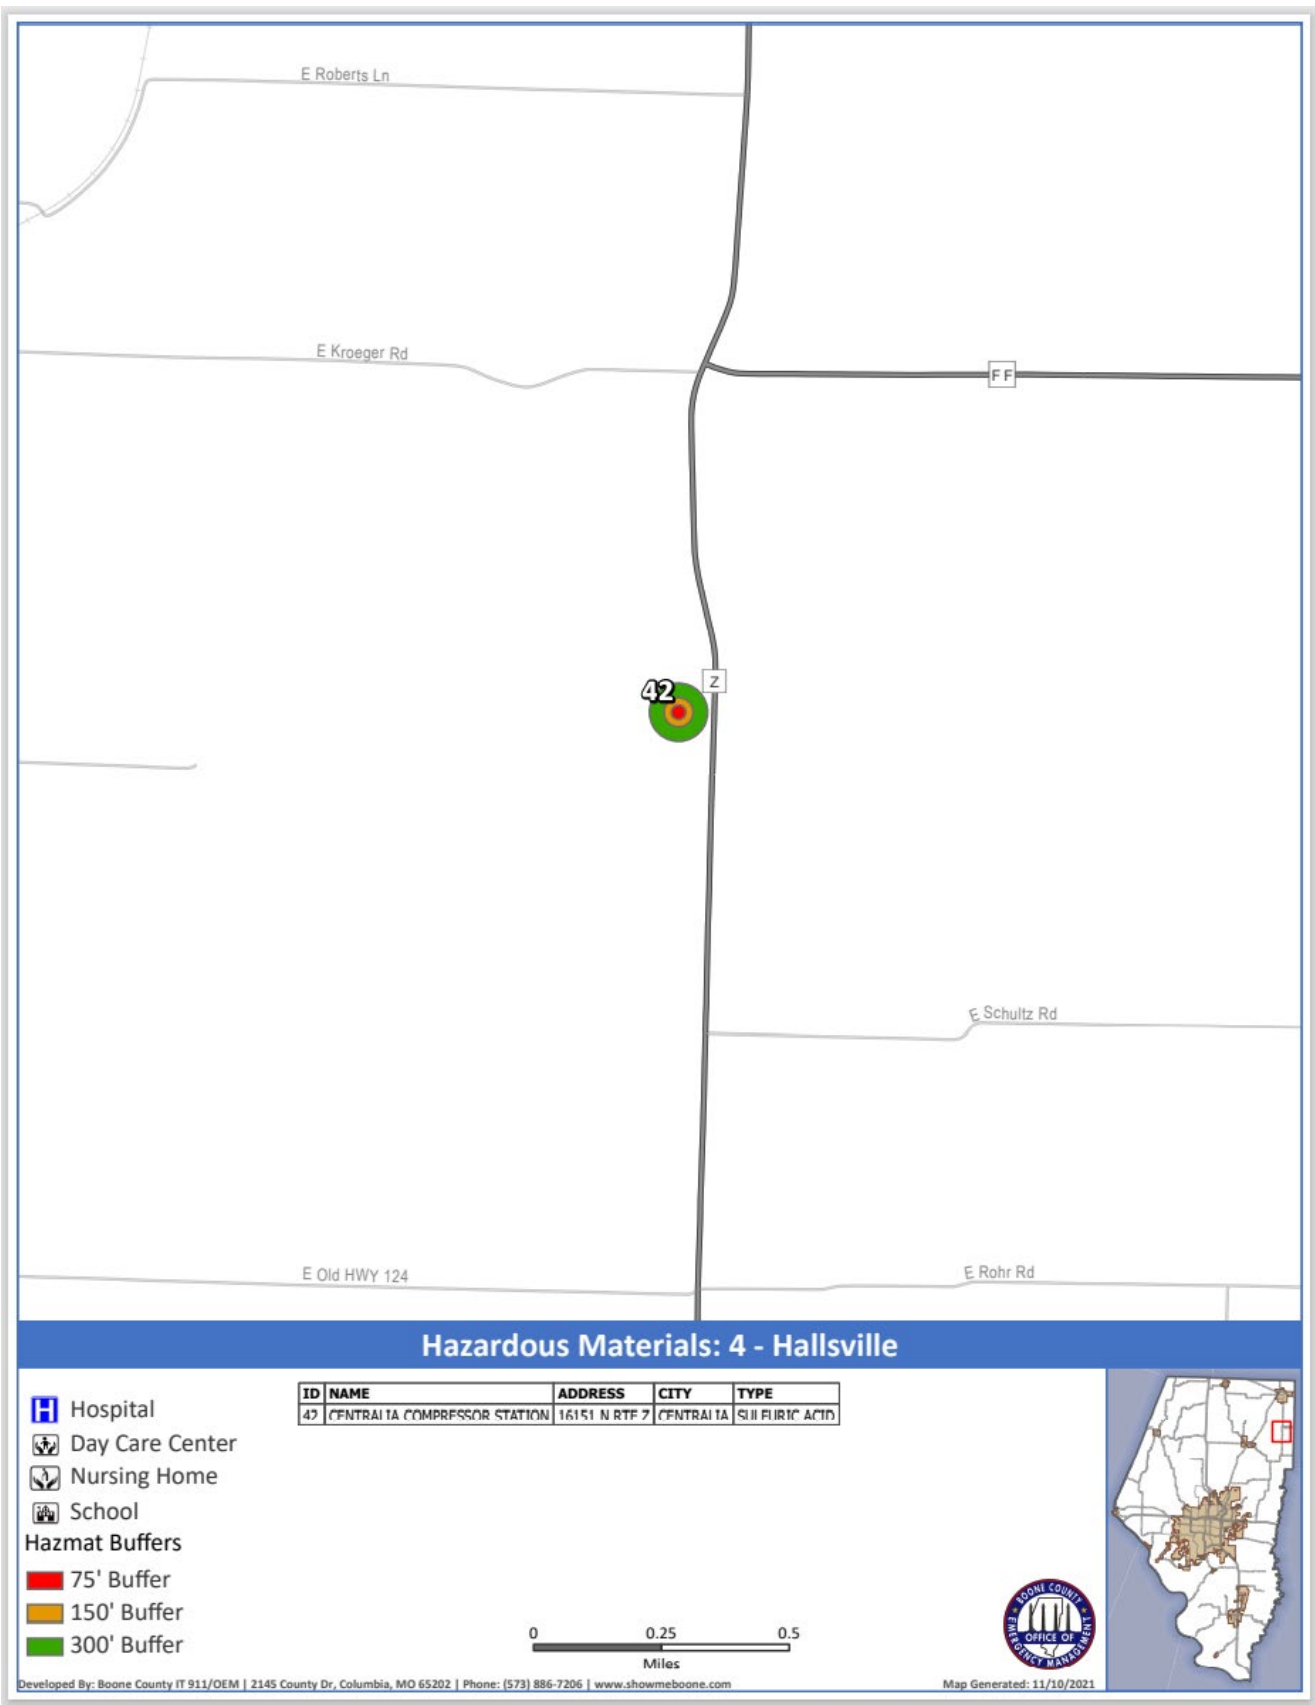 E Roberts Ln
E Kroeger Rd
F F
42
Z
E Schultz Rd
E Old HWY 124
E Rohr Rd
Hazardous Materials: 4 - Hallsville
H Hospital
Day Care Center
Nursing Home
School
Hazmat Buffers
75' Buffer
150' Buffer
300' Buffer
ID NAME ADDRESS CITY TYPE
42 CENTRALIA COMPRESSOR STATION 16151 N RTE Z CENTRALIA SULFURIC ACID
0 0.25 0.5
Miles
BOONE COUNTY
OFFICE OF
EMERGENCY MANAGEMENT
Developed By: Boone County IT 911/OEM | 2145 County Dr, Columbia, MO 65202 | Phone: (573) 886-7206 | www.showmeboone.com
Map Generated: 11/10/2021